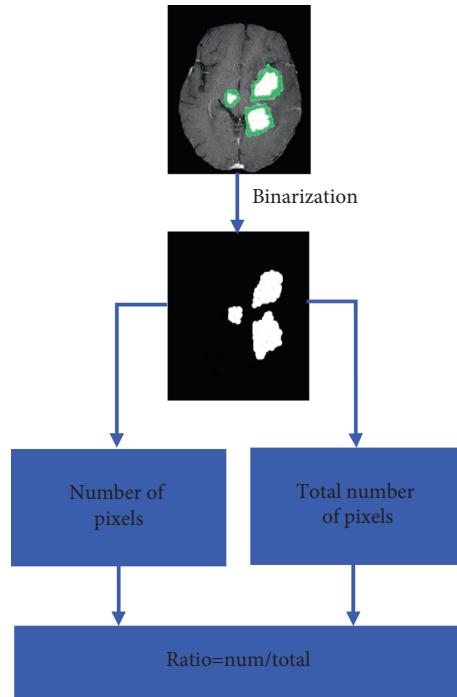 Binarization
Number of
pixels
Total number
of pixels
Ratio=num/total